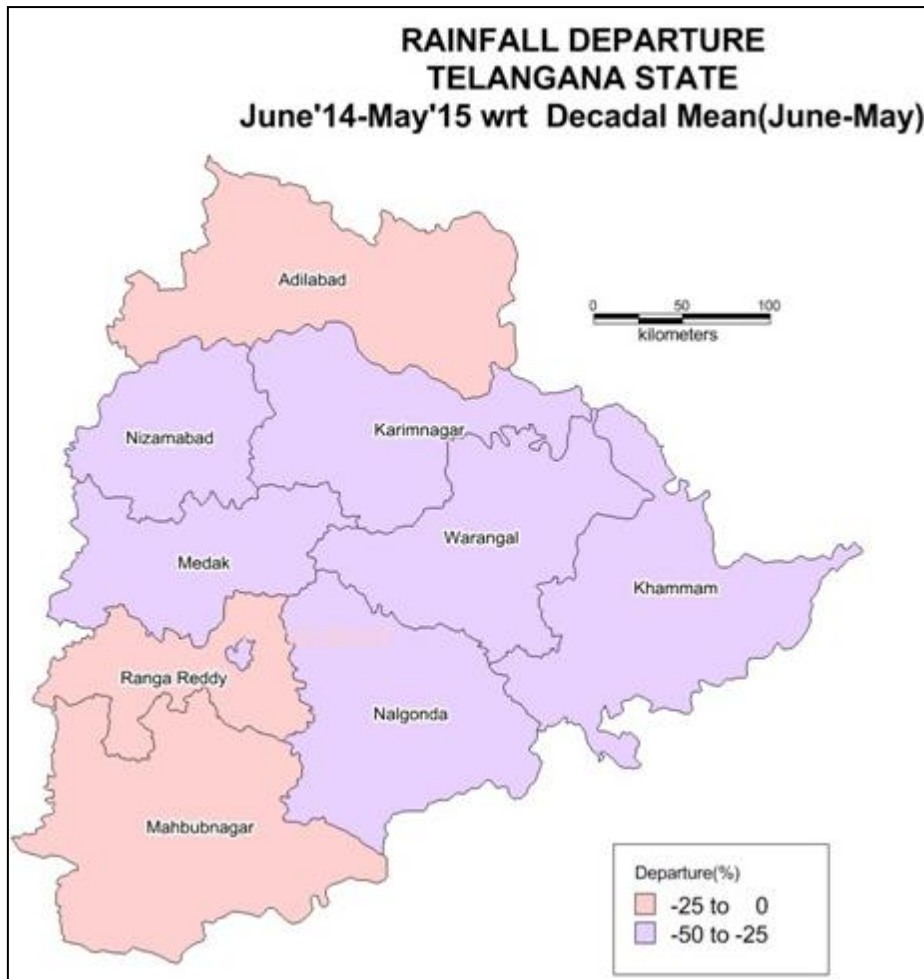 RAINFALL DEPARTURE
TELANGANA STATE
June'14-May'15 wrt Decadal Mean(June-May)
Adilabad
0 50 100
kilometers
Nizamabad
Karimnagar
Warangal
Medak
Khammam
Ranga Reddy
Nalgonda
Mahbubnagar
Departure(%)
-25 to 0
-50 to -25